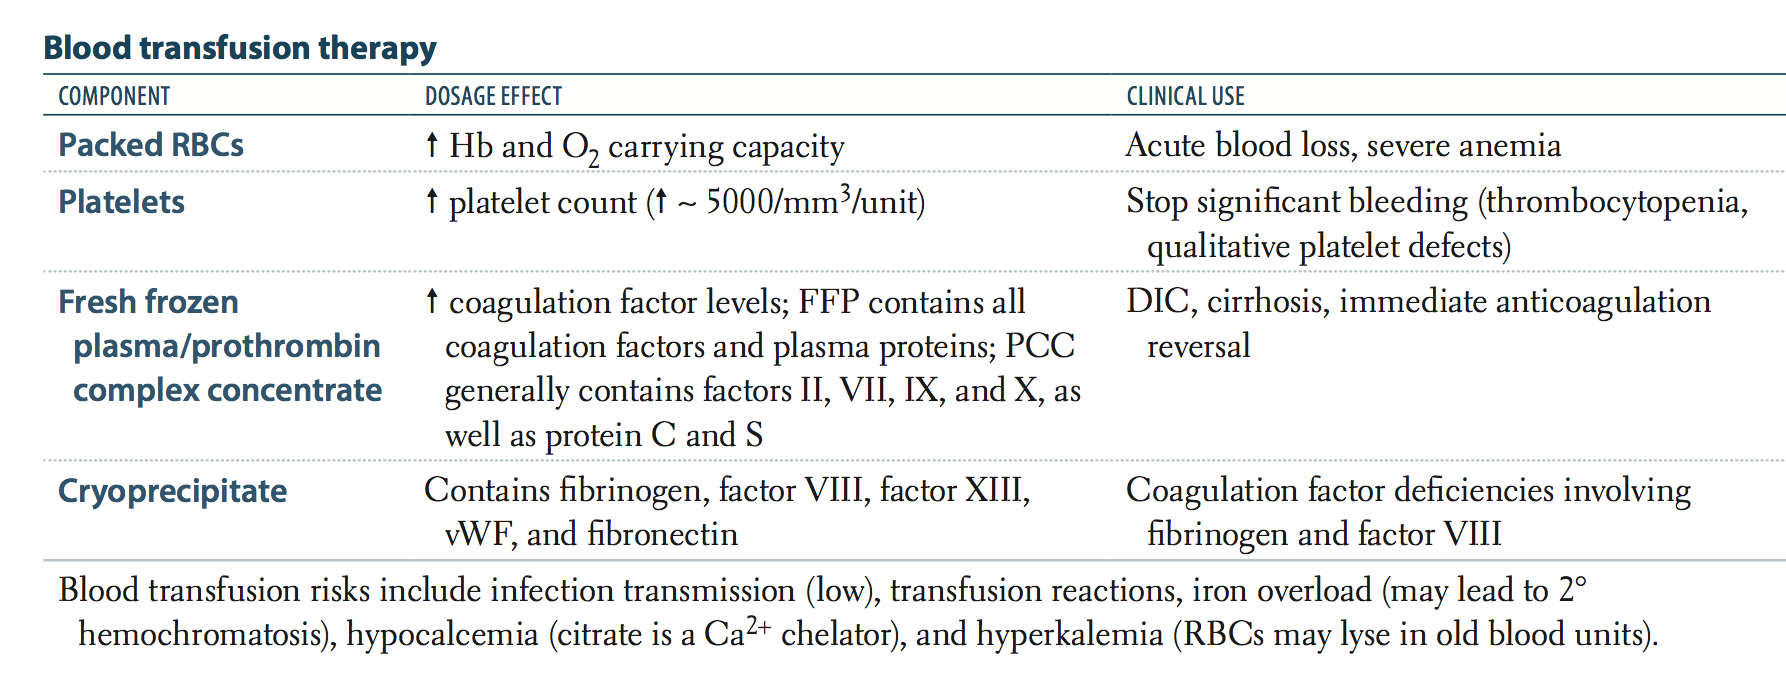 Blood transfusion therapy
COMPONENT DOSAGE EFFECT CLINICAL USE
Packed RBCs ↑ Hb and O2 carrying capacity Acute blood loss, severe anemia
Platelets ↑ platelet count (↑ ~ 5000/mm³/unit) Stop significant bleeding (thrombocytopenia,
qualitative platelet defects)
Fresh frozen ↑ coagulation factor levels; FFP contains all DIC, cirrhosis, immediate anticoagulation
plasma/prothrombin coagulation factors and plasma proteins; PCC reversal
complex concentrate generally contains factors II, VII, IX, and X, as
well as protein C and S
Cryoprecipitate Contains fibrinogen, factor VIII, factor XIII, Coagulation factor deficiencies involving
vWF, and fibronectin fibrinogen and factor VIII
Blood transfusion risks include infection transmission (low), transfusion reactions, iron overload (may lead to 2°
hemochromatosis), hypocalcemia (citrate is a Ca²⁺ chelator), and hyperkalemia (RBCs may lyse in old blood units).